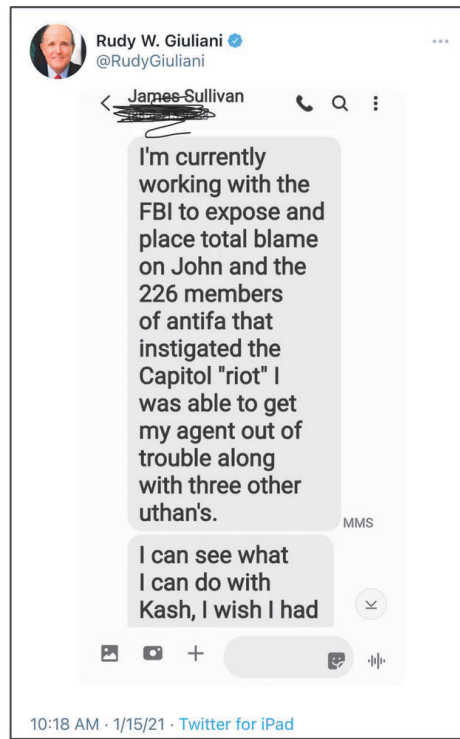 Rudy W. Giuliani
@RudyGiuliani
James Sullivan
I'm currently
working with the
FBI to expose and
place total blame
on John and the
226 members
of antifa that
instigated the
Capitol "riot" I
was able to get
my agent out of
trouble along
with three other
uthan's.
MMS
I can see what
I can do with
Kash, I wish I had
10:18 AM · 1/15/21 · Twitter for iPad